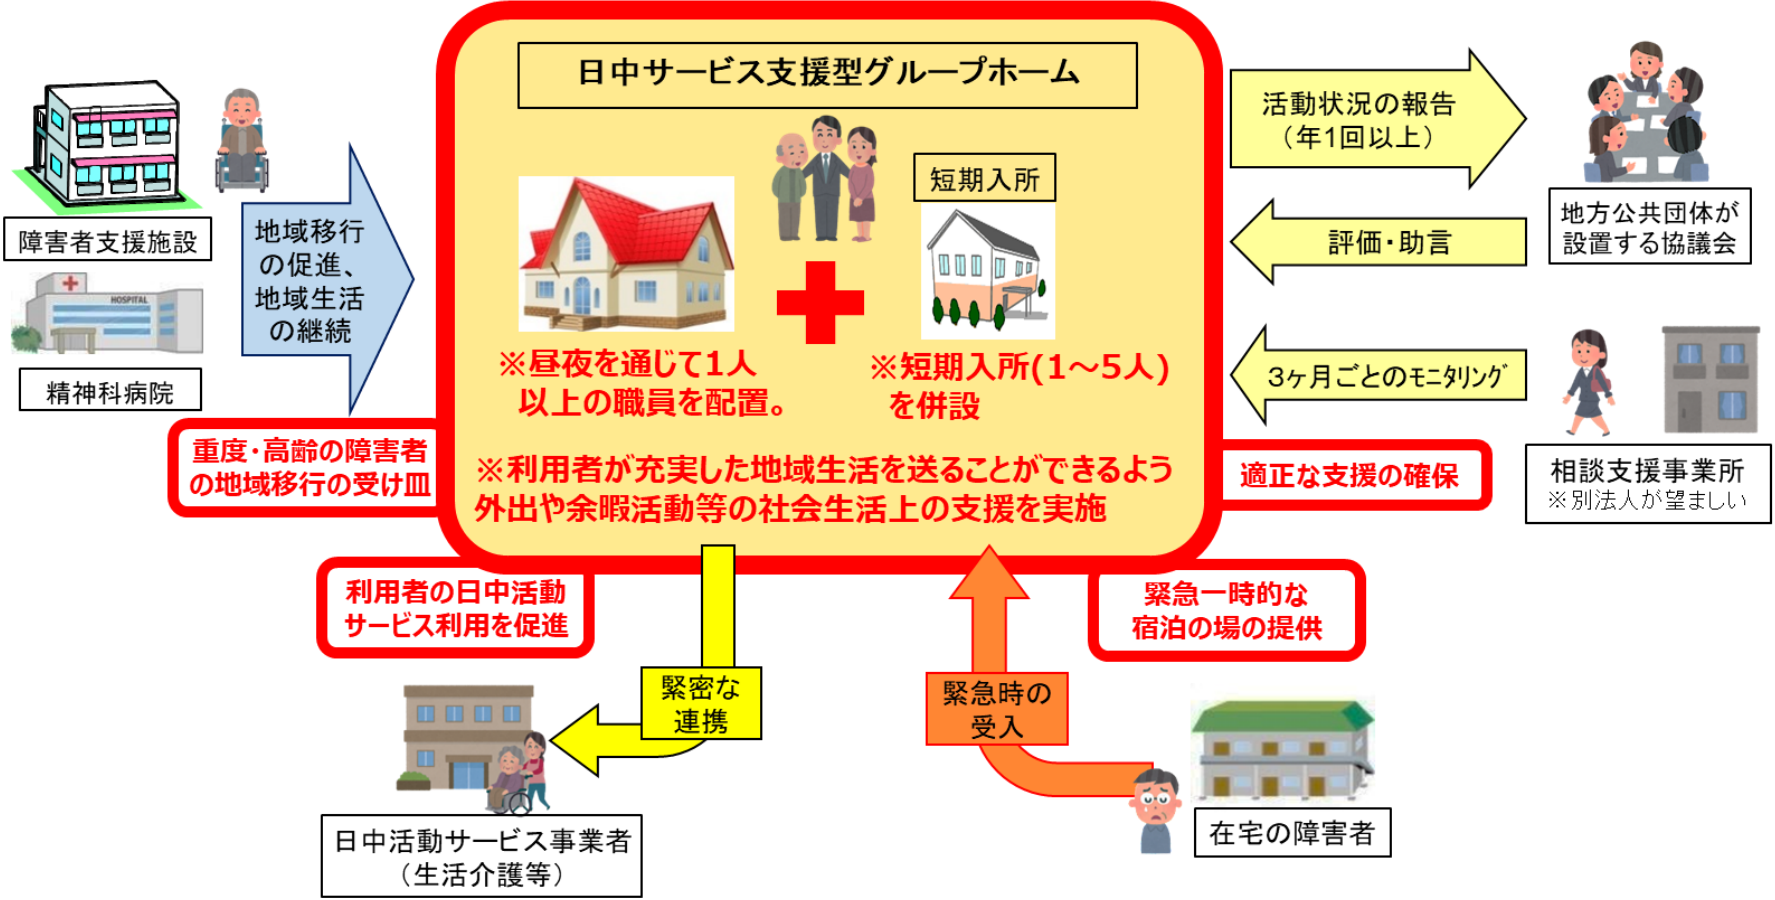 日中サービス支援型グループホーム
短期入所
※昼夜を通じて1人
以上の職員を配置。
※短期入所(1～5人)
を併設
※利用者が充実した地域生活を送ることができるよう
外出や余暇活動等の社会生活上の支援を実施
障害者支援施設
HOSPITAL
精神科病院
地域移行
の促進、
地域生活
の継続
重度・高齢の障害者
の地域移行の受け皿
活動状況の報告
（年1回以上）
地方公共団体が
設置する協議会
評価・助言
3ヶ月ごとのﾓﾆﾀﾘﾝｸﾞ
相談支援事業所
※別法人が望ましい
適正な支援の確保
利用者の日中活動
サービス利用を促進
緊密な
連携
日中活動サービス事業者
（生活介護等）
緊急一時的な
宿泊の場の提供
緊急時の
受入
在宅の障害者